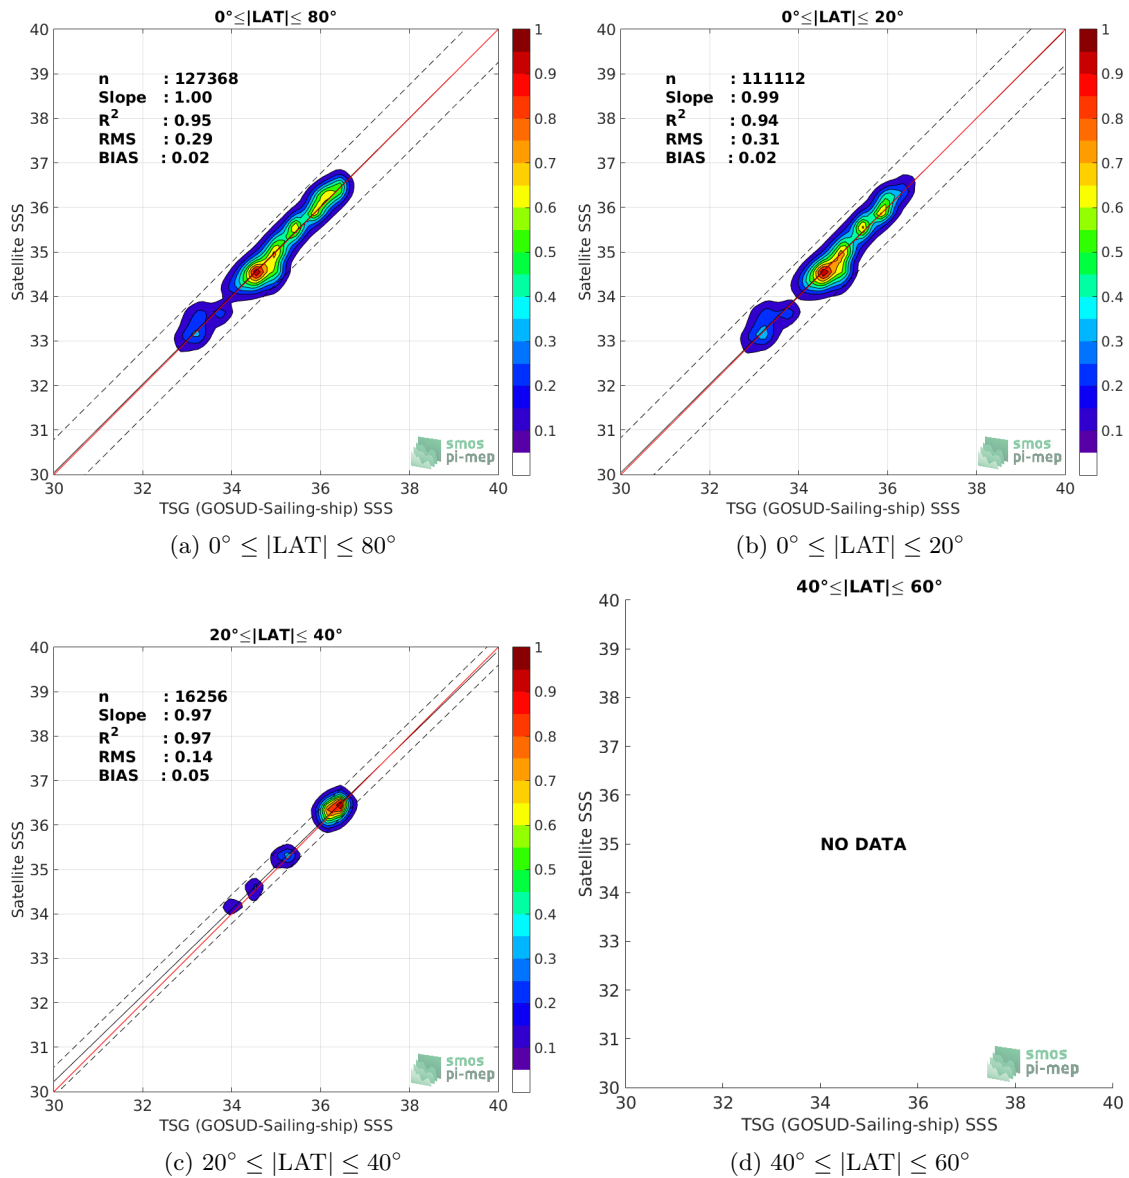 0°≤|LAT|≤ 80°
n : 127368
Slope : 1.00
R2 : 0.95
RMS : 0.29
BIAS : 0.02
40
39
38
37
36
35
34
33
32
31
30
Satellite SSS
30 32 34 36 38 40
TSG (GOSUD-Sailing-ship) SSS
1
0.9
0.8
0.7
0.6
0.5
0.4
0.3
0.2
0.1
smos
pi-mep
(a) 0° ≤ |LAT| ≤ 80°
0°≤|LAT|≤ 20°
n : 111112
Slope : 0.99
R2 : 0.94
RMS : 0.31
BIAS : 0.02
40
39
38
37
36
35
34
33
32
31
30
Satellite SSS
30 32 34 36 38 40
TSG (GOSUD-Sailing-ship) SSS
1
0.9
0.8
0.7
0.6
0.5
0.4
0.3
0.2
0.1
smos
pi-mep
(b) 0° ≤ |LAT| ≤ 20°
20°≤|LAT|≤ 40°
n : 16256
Slope : 0.97
R2 : 0.97
RMS : 0.14
BIAS : 0.05
40
39
38
37
36
35
34
33
32
31
30
Satellite SSS
30 32 34 36 38 40
TSG (GOSUD-Sailing-ship) SSS
1
0.9
0.8
0.7
0.6
0.5
0.4
0.3
0.2
0.1
smos
pi-mep
(c) 20° ≤ |LAT| ≤ 40°
40°≤|LAT|≤ 60°
40
39
38
37
36
35
34
33
32
31
30
Satellite SSS
NO DATA
30 32 34 36 38 40
TSG (GOSUD-Sailing-ship) SSS
smos
pi-mep
(d) 40° ≤ |LAT| ≤ 60°